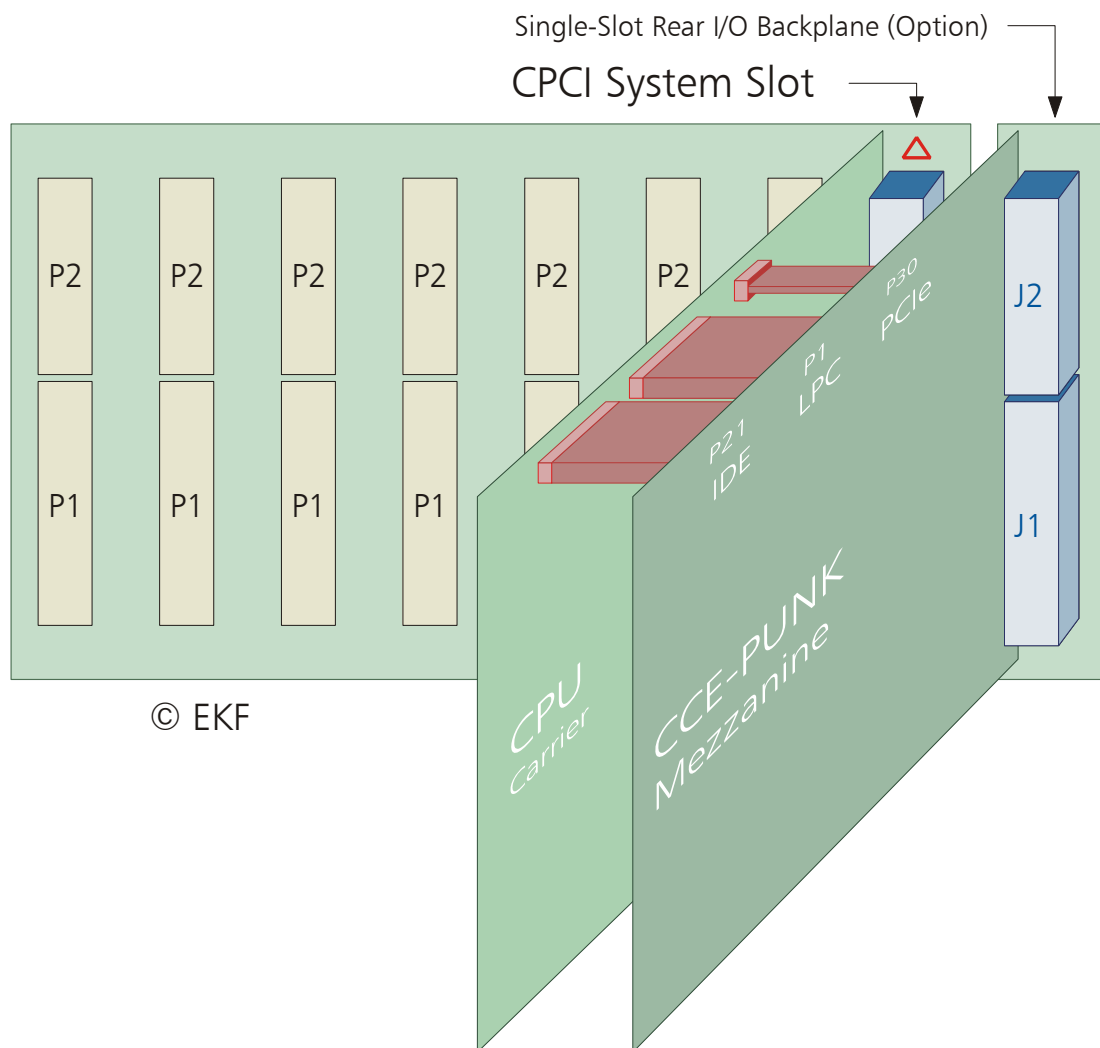 Single-Slot Rear I/O Backplane (Option)
CPCI System Slot
P2 P2 P2 P2 P2 P2
J2
P30
PCIe
P1
LPC
P21
IDE
P1 P1 P1 P1
J1
CPU
Carrier
CCE-PUNK
Mezzanine
© EKF